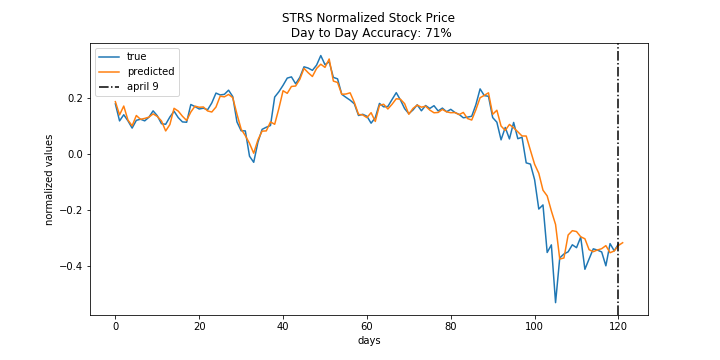 STRS Normalized Stock Price
Day to Day Accuracy: 71%
true
predicted
april 9
normalized values
0.2
0.0
−0.2
−0.4
0
20
40
60
80
100
120
days